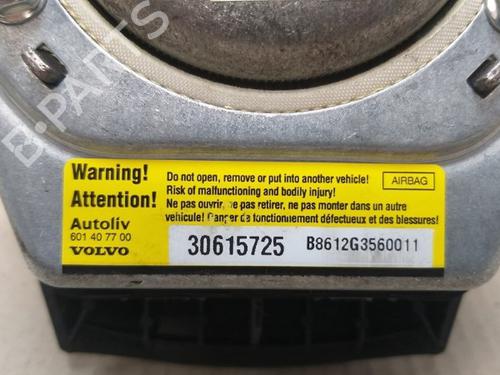 B-PARTS
Warning!
Attention!
Do not open, remove or put into another vehicle!
Risk of malfunctioning and bodily injury!
Ne pas ouvrir, ne pas retirer, ne pas monter dans un autre
véhicule! Danger de fonctionnement défectueux et des blessures!
AIRBAG
Autoliv
601 40 77 00
VOLVO
30615725
B8612G3560011